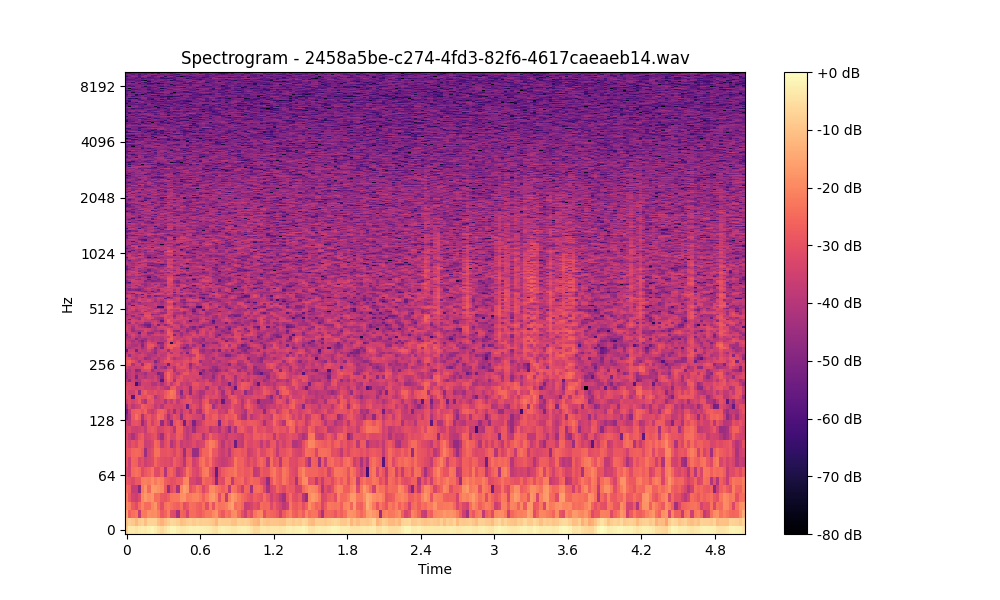 Spectrogram - 2458a5be-c274-4fd3-82f6-4617caeaeb14.wav
8192
4096
2048
1024
512
256
128
64
0
Hz
0 0.6 1.2 1.8 2.4 3 3.6 4.2 4.8
Time
+0 dB
-10 dB
-20 dB
-30 dB
-40 dB
-50 dB
-60 dB
-70 dB
-80 dB